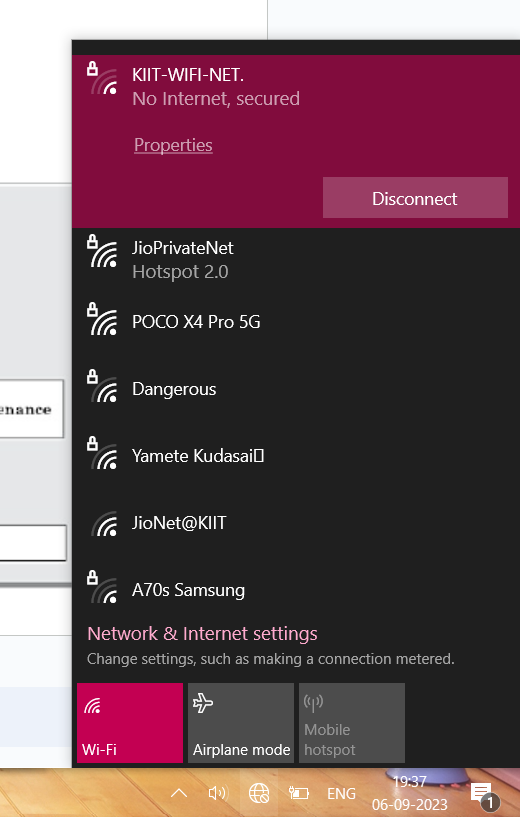 KIIT-WIFI-NET.
No Internet, secured
Properties
Disconnect
JioPrivateNet
Hotspot 2.0
POCO X4 Pro 5G
Dangerous
enance
Yamete Kudasai▯
JioNet@KIIT
A70s Samsung
Network & Internet settings
Change settings, such as making a connection metered.
Wi-Fi
Airplane mode
Mobile
hotspot
ENG
19:37
06-09-2023
1